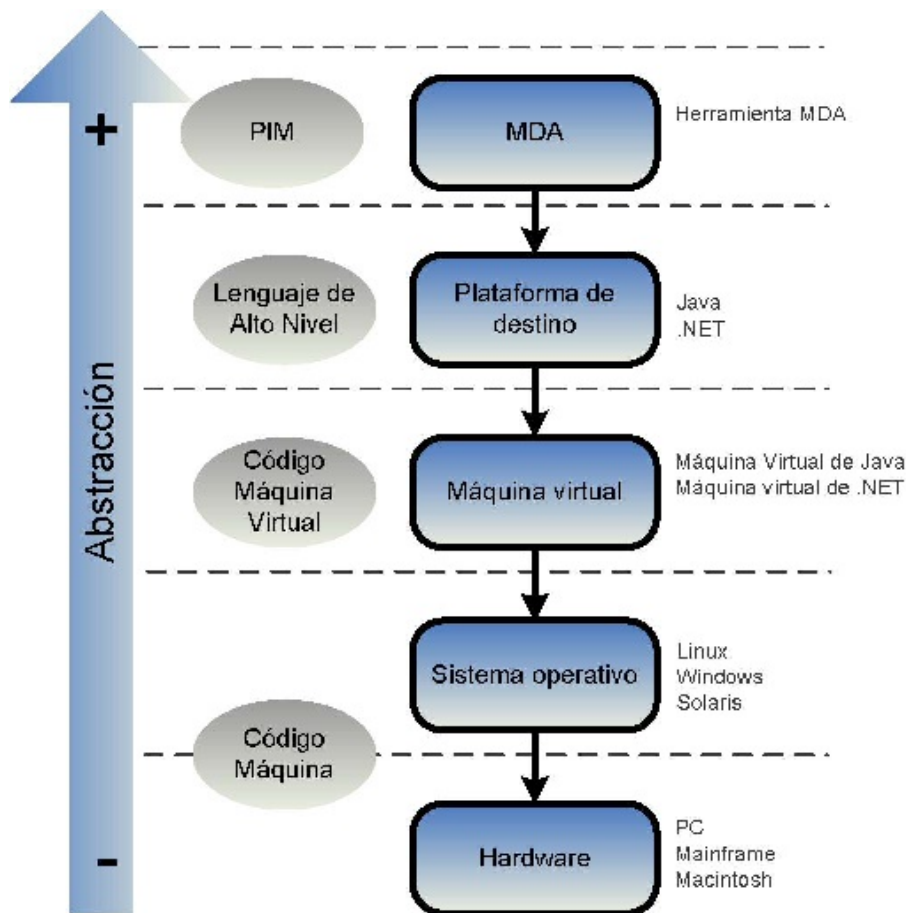 +
PIM
MDA
Herramienta MDA
Lenguaje de
Alto Nivel
Plataforma de
destino
Java
.NET
Abstracción
Código
Máquina
Virtual
Máquina virtual
Máquina Virtual de Java
Máquina virtual de .NET
Sistema operativo
Linux
Windows
Solaris
Código
Máquina
-
Hardware
PC
Mainframe
Macintosh